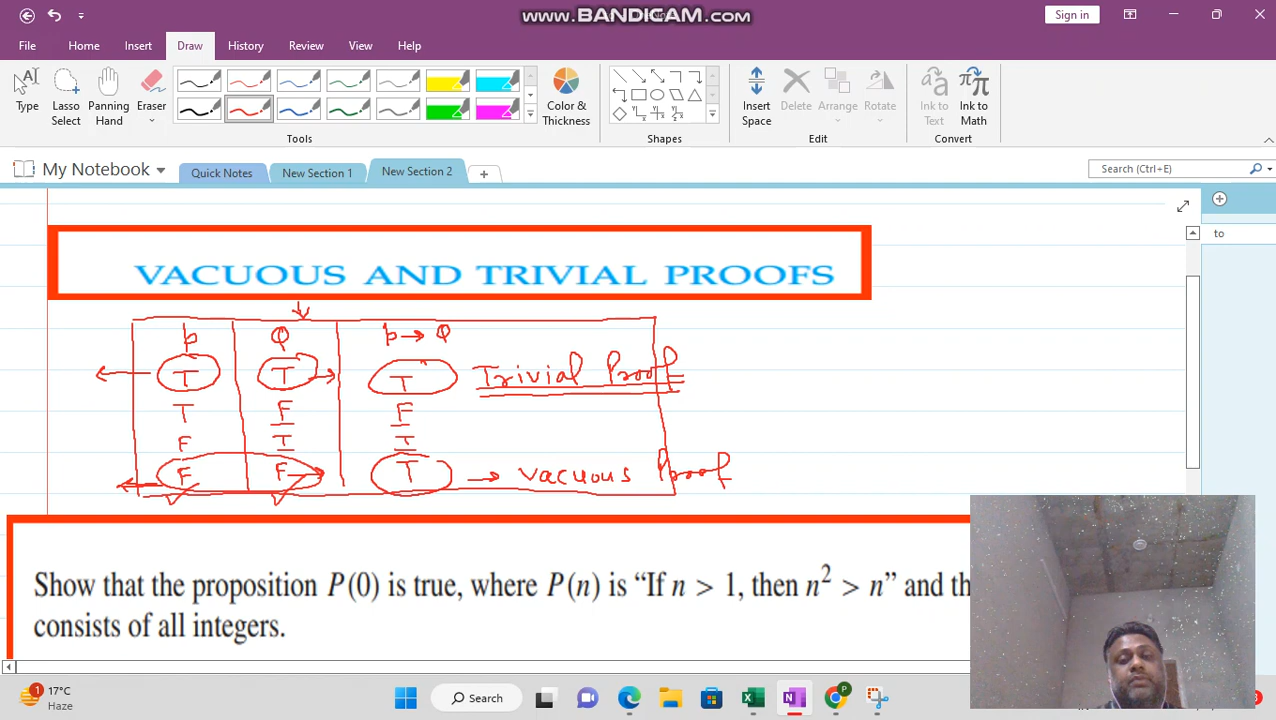 www.BANDICAM.com
Sign in
File Home Insert Draw History Review View Help
Type Lasso Select Panning Hand Eraser Color & Thickness Insert Space Delete Arrange Rotate Ink to Text Ink to Math
Tools Shapes Edit Convert
My Notebook Quick Notes New Section 1 New Section 2 Search (Ctrl+E)
to
VACUOUS AND TRIVIAL PROOFS
p Q p → Q
T T T Trivial Proof
T F F
F T T
F F T → Vacuous Proof
Show that the proposition P(0) is true, where P(n) is “If n > 1, then n² > n” and th
consists of all integers.
1
17°C
Haze
Search